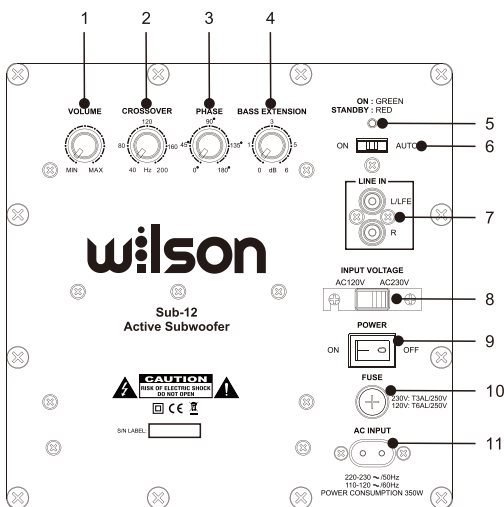 1 2 3 4
VOLUME CROSSOVER PHASE BASS EXTENSION
120 90° 3
80 160 45° 135° 1 5
MIN MAX 40 Hz 200 0° 180° 0 dB 6
ON : GREEN
STANDBY : RED
5
ON AUTO 6
LINE IN
L/LFE
7
R
wilson
INPUT VOLTAGE
AC120V AC230V
8
Sub-12
Active Subwoofer
POWER
ON OFF 9
CAUTION
RISK OF ELECTRIC SHOCK
DO NOT OPEN
CE
FUSE
10
230V: T3AL/250V
120V: T6AL/250V
S/N LABEL:
AC INPUT
11
220-230 ~ /50Hz
110-120 ~ /60Hz
POWER CONSUMPTION 350W